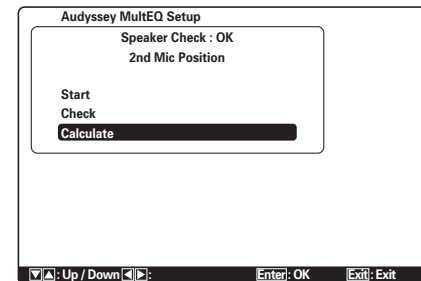 Audyssey MultEQ Setup
Speaker Check : OK
2nd Mic Position
Start
Check
Calculate
▼▲: Up / Down ◀▶: Enter: OK Exit: Exit